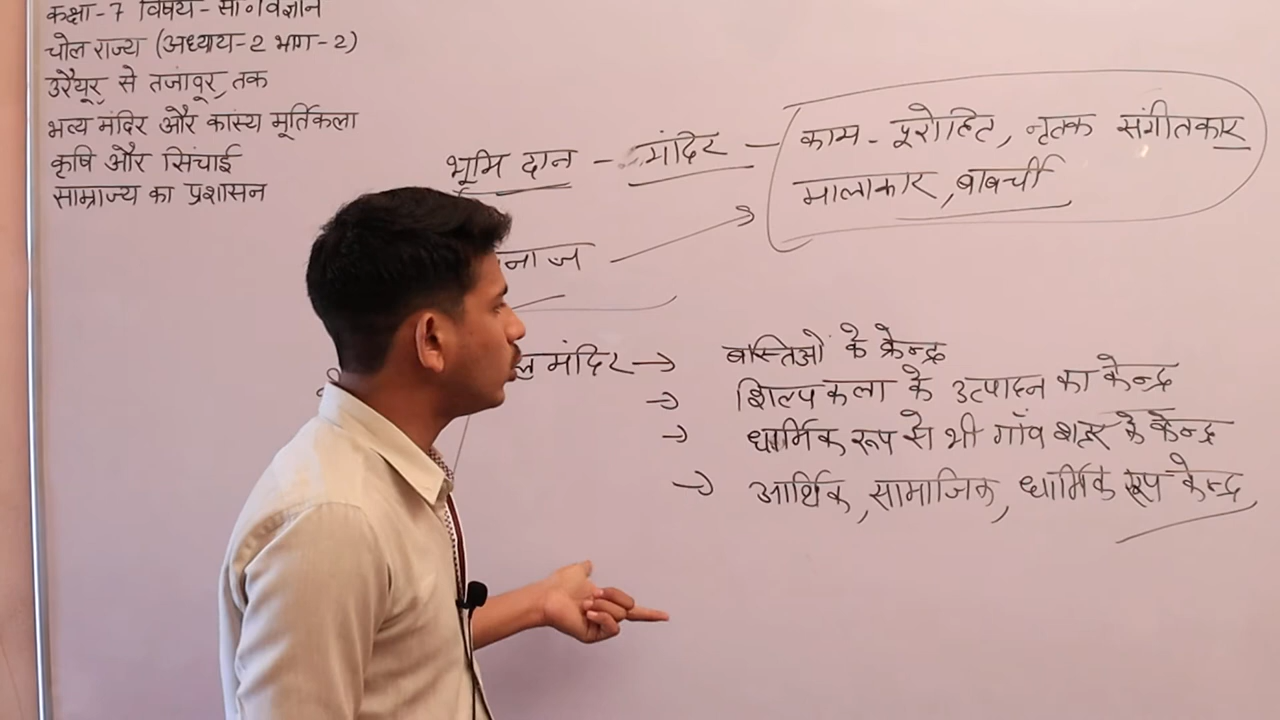 कक्षा-7 विषय- सा०विज्ञान
चोल राज्य (अध्याय-2 भाग-2)
उरैयूर से तंजावूर तक
भव्य मंदिर और कांस्य मूर्तिकला
कृषि और सिंचाई
साम्राज्य का प्रशासन
भूमि दान - मंदिर - काम - पुरोहित, नृतक संगीतकार
मालाकार, बावर्ची
नाज
मंदिर → बस्तिओं के केन्द्र
→ शिल्पकला के उत्पादन का केन्द्र
→ धार्मिक रूप से भी गाँव शहर के केन्द्र
→ आर्थिक, सामाजिक, धार्मिक रूप केन्द्र,